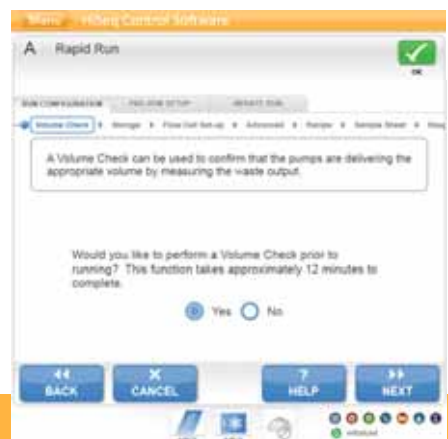 Menu HiSeq Control Software
A Rapid Run
OK
RUN CONFIGURATION PRE-RUN SETUP INITIATE RUN
Volume Check Storage Flow Cell Setup Advanced Recipe Sample Sheet
A Volume Check can be used to confirm that the pumps are delivering the
appropriate volume by measuring the waste output.
Would you like to perform a Volume Check prior to
running? This function takes approximately 12 minutes to
complete.
Yes No
BACK CANCEL HELP NEXT